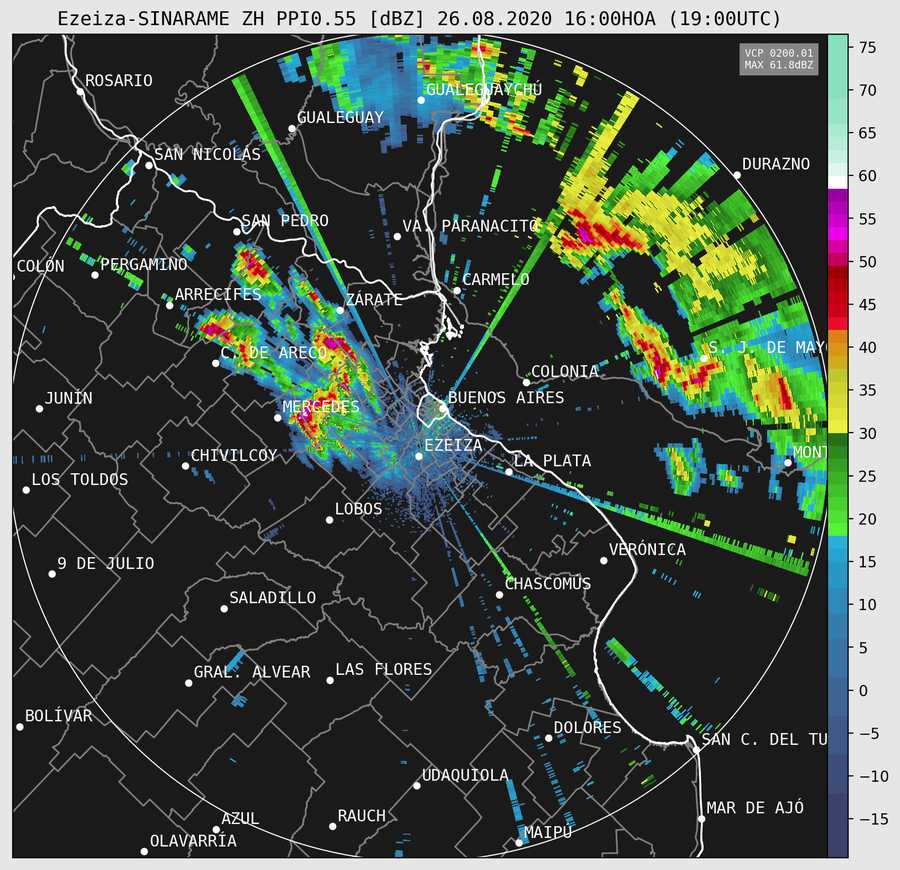 Ezeiza-SINARAME ZH PPI0.55 [dBZ] 26.08.2020 16:00HOA (19:00UTC)
VCP 0200.01
MAX 61.8dBZ
ROSARIO
GUALEGUAYCHÚ
GUALEGUAY
SAN NICOLÁS
DURAZNO
SAN PEDRO
VA. PARANACITO
COLÓN
PERGAMINO
CARMELO
ARRECIFES
ZÁRATE
C. DE ARECO
S. J. DE MAY
COLONIA
JUNÍN
MERCEDES
BUENOS AIRES
EZEIZA
MONT
CHIVILCOY
LA PLATA
LOS TOLDOS
LOBOS
VERÓNICA
9 DE JULIO
CHASCOMÚS
SALADILLO
GRAL. ALVEAR
LAS FLORES
BOLÍVAR
DOLORES
SAN C. DEL TU
UDAQUIOLA
MAR DE AJÓ
AZUL
RAUCH
OLAVARRÍA
MAIPÚ
75
70
65
60
55
50
45
40
35
30
25
20
15
10
5
0
−5
−10
−15